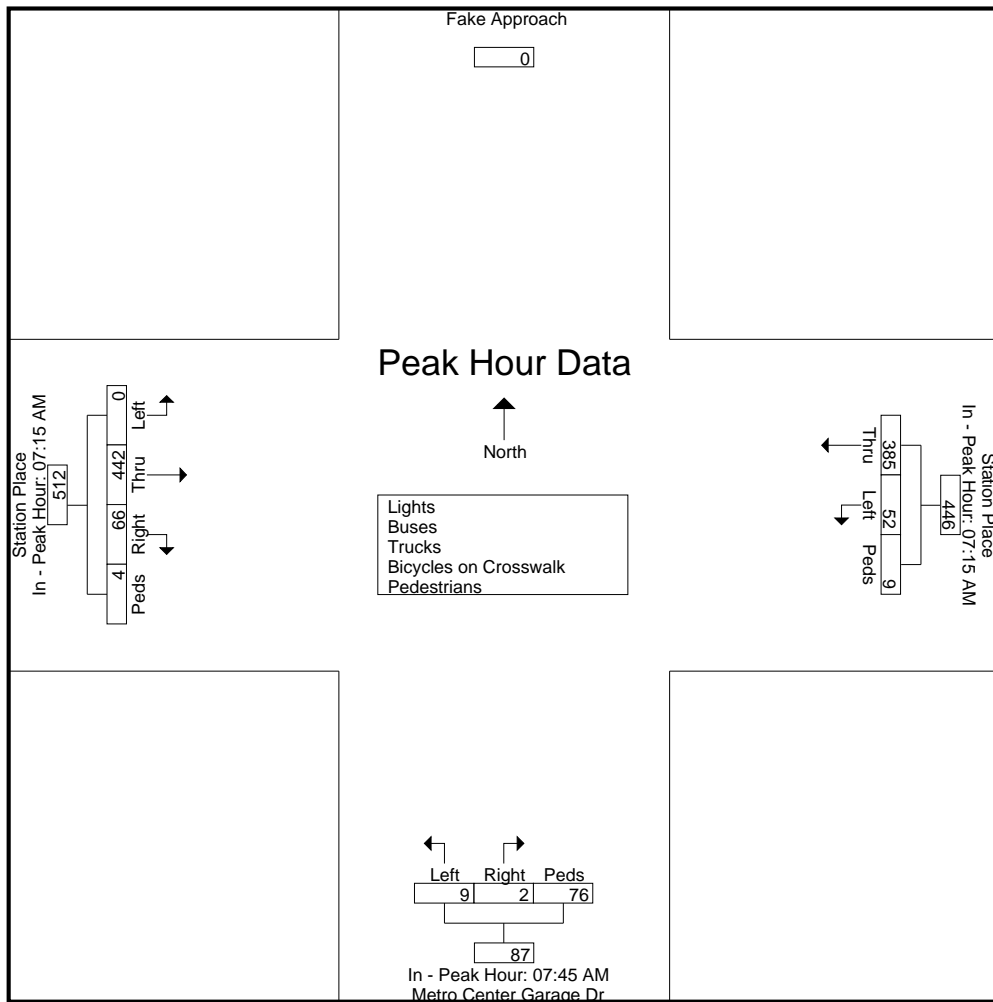 Fake Approach
0
Peak Hour Data
North
Lights
Buses
Trucks
Bicycles on Crosswalk
Pedestrians
Station Place
In - Peak Hour: 07:15 AM
512
0 442 66 4
Left Thru Right Peds
Station Place
In - Peak Hour: 07:15 AM
446
385 52 9
Thru Left Peds
Left Right Peds
9 2 76
87
In - Peak Hour: 07:45 AM
Metro Center Garage Dr